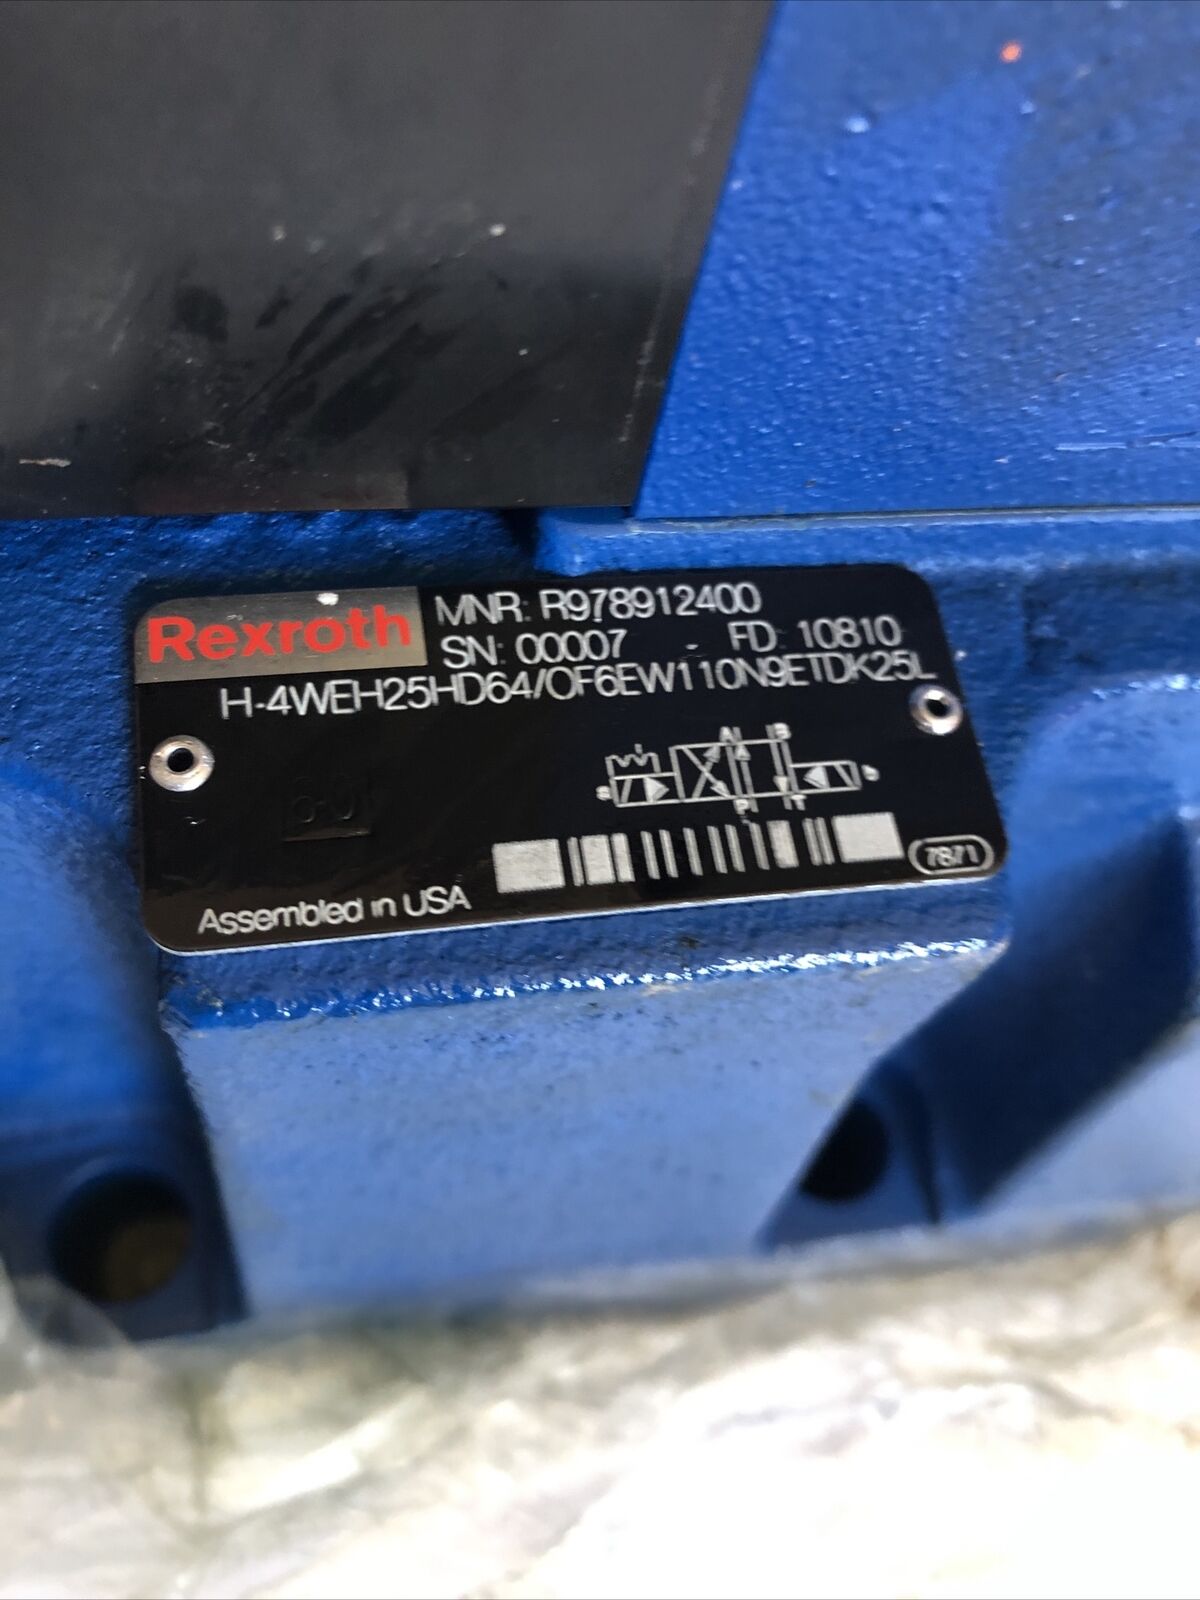 Rexroth
MNR: R978912400
SN: 00007 FD: 10810
H-4WEH25HD64/OF6EW110N9ETDK25L
A B
a b
P T
7871
Assembled in USA